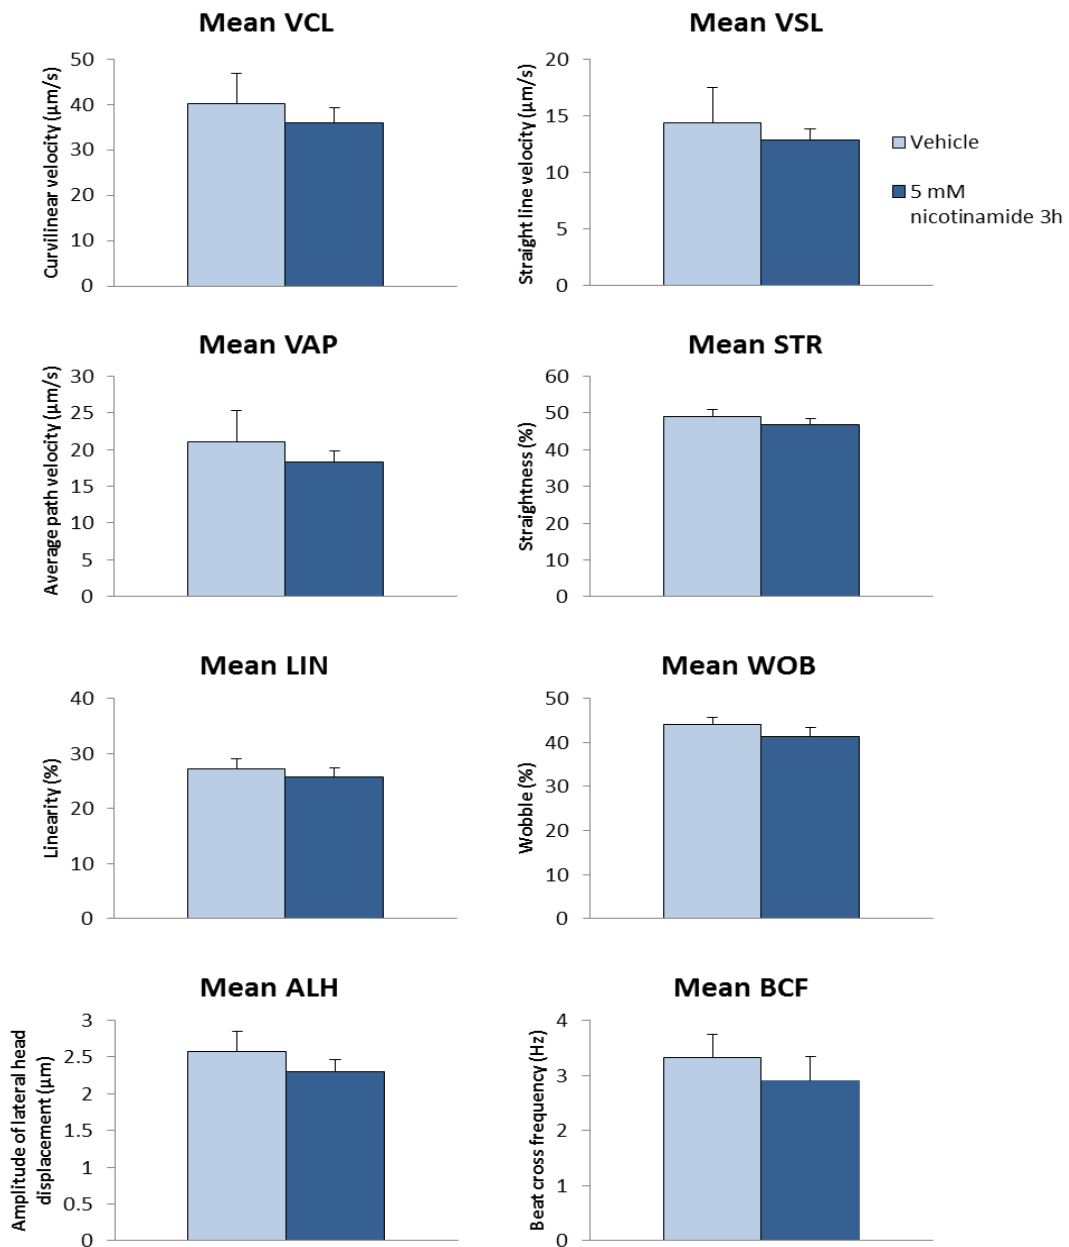 Mean VCL
Curvilinear velocity (µm/s)
50
40
30
20
10
0
Mean VSL
Straight line velocity (µm/s)
20
15
10
5
0
Vehicle
5 mM
nicotinamide 3h
Mean VAP
Average path velocity (µm/s)
30
25
20
15
10
5
0
Mean STR
Straightness (%)
60
50
40
30
20
10
0
Mean LIN
Linearity (%)
40
30
20
10
0
Mean WOB
Wobble (%)
50
40
30
20
10
0
Mean ALH
Amplitude of lateral head
displacement (µm)
3
2.5
2
1.5
1
0.5
0
Mean BCF
Beat cross frequency (Hz)
4
3
2
1
0